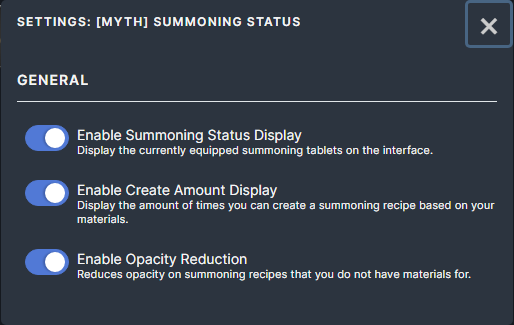 SETTINGS: [MYTH] SUMMONING STATUS
GENERAL
Enable Summoning Status Display
Display the currently equipped summoning tablets on the interface.
Enable Create Amount Display
Display the amount of times you can create a summoning recipe based on your
materials.
Enable Opacity Reduction
Reduces opacity on summoning recipes that you do not have materials for.